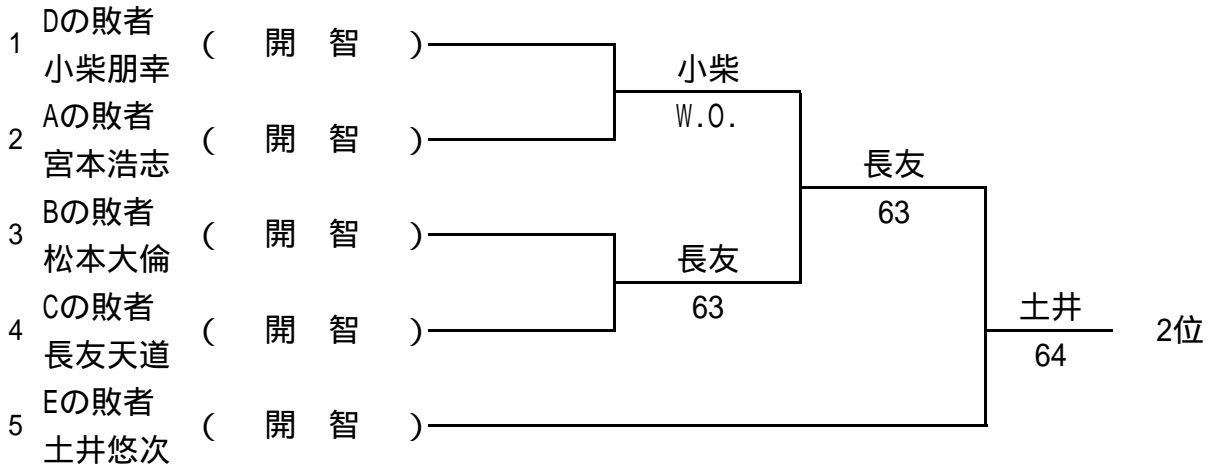 Dの敗者
1 ( 開 智 )
小柴朋幸
小柴
Aの敗者
W.O.
2 ( 開 智 )
宮本浩志
長友
Bの敗者
63
3 ( 開 智 )
松本大倫
長友
Cの敗者
63
土井
4 ( 開 智 )
2位
長友天道
64
Eの敗者
5 ( 開 智 )
土井悠次